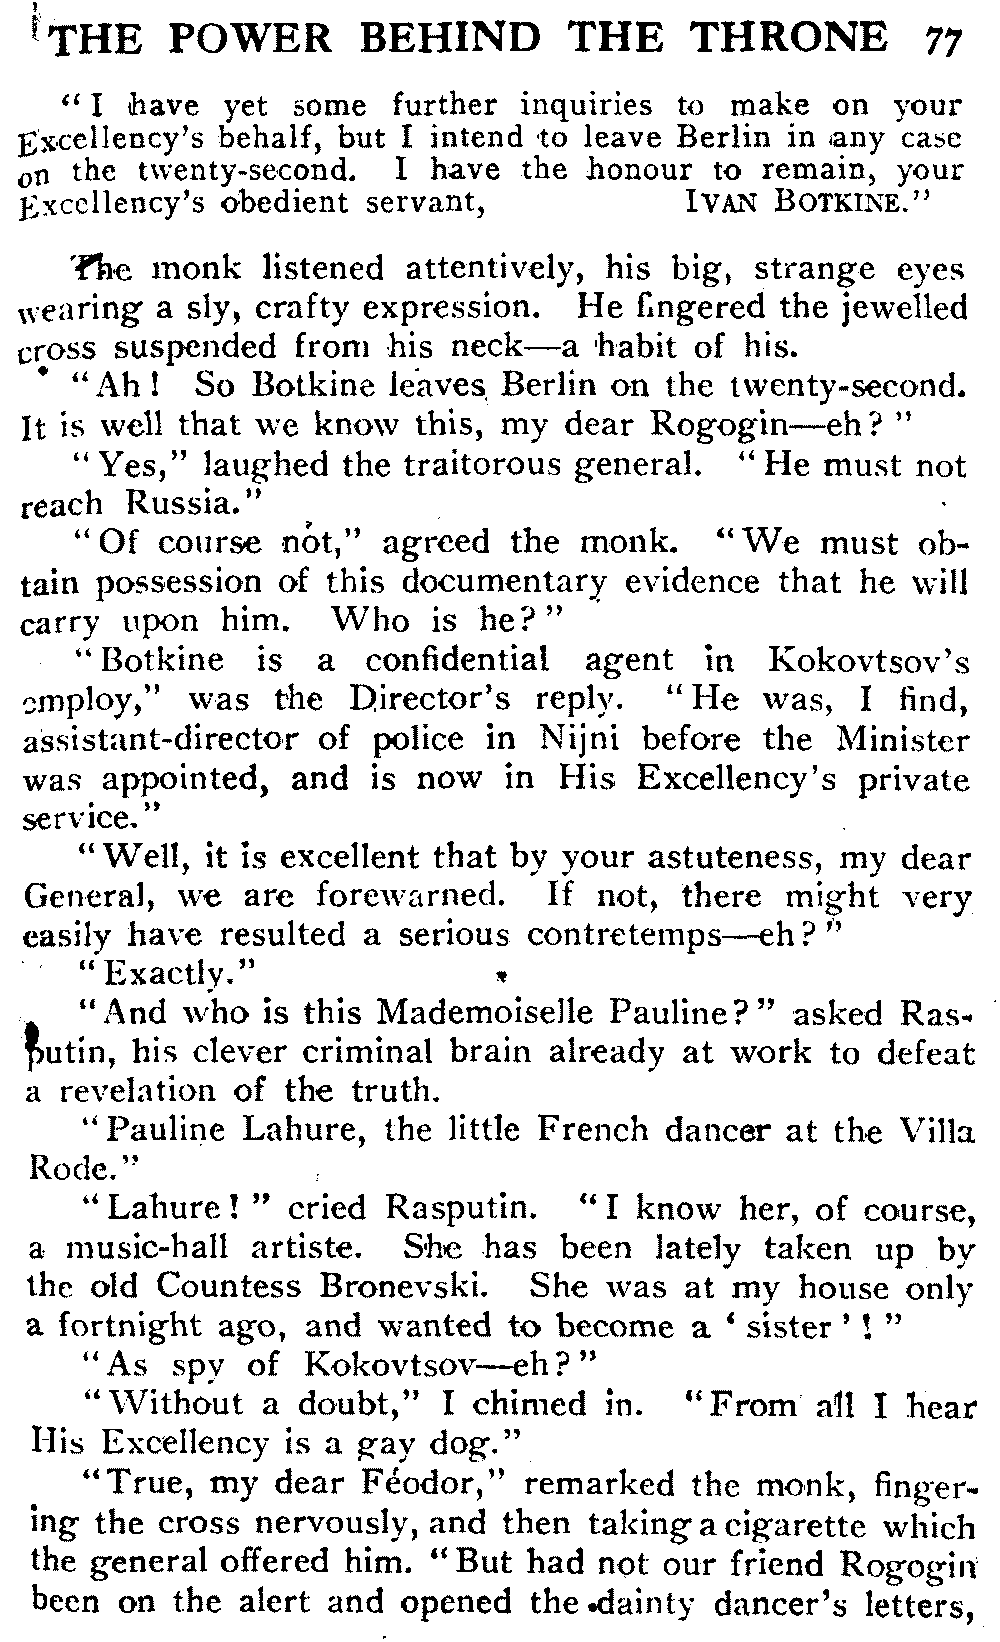 THE POWER BEHIND THE THRONE 77
"I have yet some further inquiries to make on your
Excellency's behalf, but I intend to leave Berlin in any case
on the twenty-second. I have the honour to remain, your
Excellency's obedient servant, IVAN BOTKINE."
The monk listened attentively, his big, strange eyes
wearing a sly, crafty expression. He fingered the jewelled
cross suspended from his neck—a habit of his.
"Ah! So Botkine leaves Berlin on the twenty-second.
It is well that we know this, my dear Rogogin—eh?"
"Yes," laughed the traitorous general. "He must not
reach Russia."
"Of course not," agreed the monk. "We must ob-
tain possession of this documentary evidence that he will
carry upon him. Who is he?"
"Botkine is a confidential agent in Kokovtsov's
employ," was the Director's reply. "He was, I find,
assistant-director of police in Nijni before the Minister
was appointed, and is now in His Excellency's private
service."
"Well, it is excellent that by your astuteness, my dear
General, we are forewarned. If not, there might very
easily have resulted a serious contretemps—eh?"
"Exactly."
"And who is this Mademoiselle Pauline?" asked Ras-
putin, his clever criminal brain already at work to defeat
a revelation of the truth.
"Pauline Lahure, the little French dancer at the Villa
Rode."
"Lahure!" cried Rasputin. "I know her, of course,
a music-hall artiste. She has been lately taken up by
the old Countess Bronevski. She was at my house only
a fortnight ago, and wanted to become a 'sister'!"
"As spy of Kokovtsov—eh?"
"Without a doubt," I chimed in. "From all I hear
His Excellency is a gay dog."
"True, my dear Féodor," remarked the monk, finger-
ing the cross nervously, and then taking a cigarette which
the general offered him. "But had not our friend Rogogin
been on the alert and opened the dainty dancer's letters,